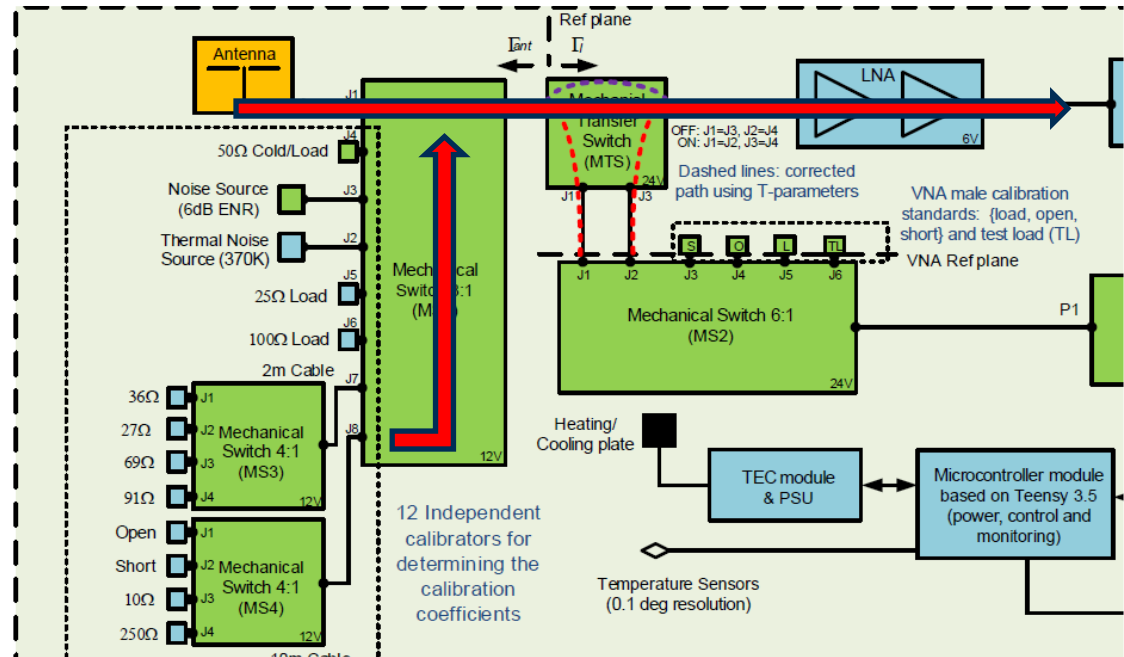 Ref plane
Γant
Γl
Antenna
LNA
6V
J1
J4
50Ω Cold/Load
Noise Source
(6dB ENR)
J3
Thermal Noise
Source (370K)
J2
J5
25Ω Load
J6
100Ω Load
2m Cable
J7
J8
Mechanical
12V
Transfer
Switch
(MTS)
24V
J1
J3
OFF: J1=J3, J2=J4
ON: J1=J2, J3=J4
Dashed lines: corrected
path using T-parameters
VNA male calibration
standards: {load, open,
short} and test load (TL)
S
O
L
TL
VNA Ref plane
J1
J2
J3
J4
J5
J6
Mechanical Switch 6:1
(MS2)
24V
P1
36Ω
27Ω
69Ω
91Ω
J1
J2
J3
J4
Mechanical
Switch 4:1
(MS3)
12V
Open
Short
10Ω
250Ω
J1
J2
J3
J4
Mechanical
Switch 4:1
(MS4)
12V
12 Independent
calibrators for
determining the
calibration
coefficients
Heating/
Cooling plate
TEC module
& PSU
Microcontroller module
based on Teensy 3.5
(power, control and
monitoring)
Temperature Sensors
(0.1 deg resolution)